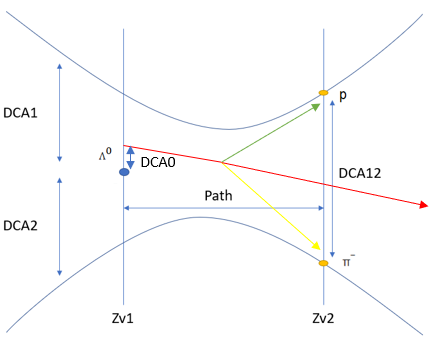 p
DCA1
Λ⁰
DCA0
DCA12
Path
DCA2
π⁻
Zv1
Zv2